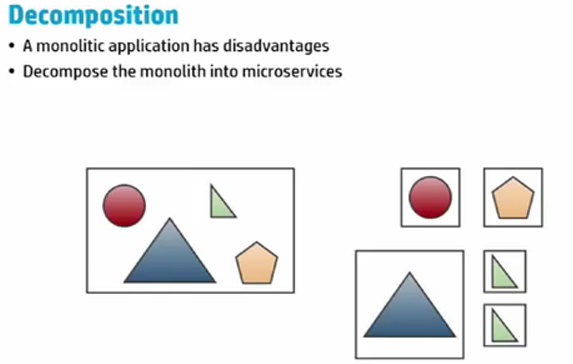 Decomposition
• A monolitic application has disadvantages
• Decompose the monolith into microservices